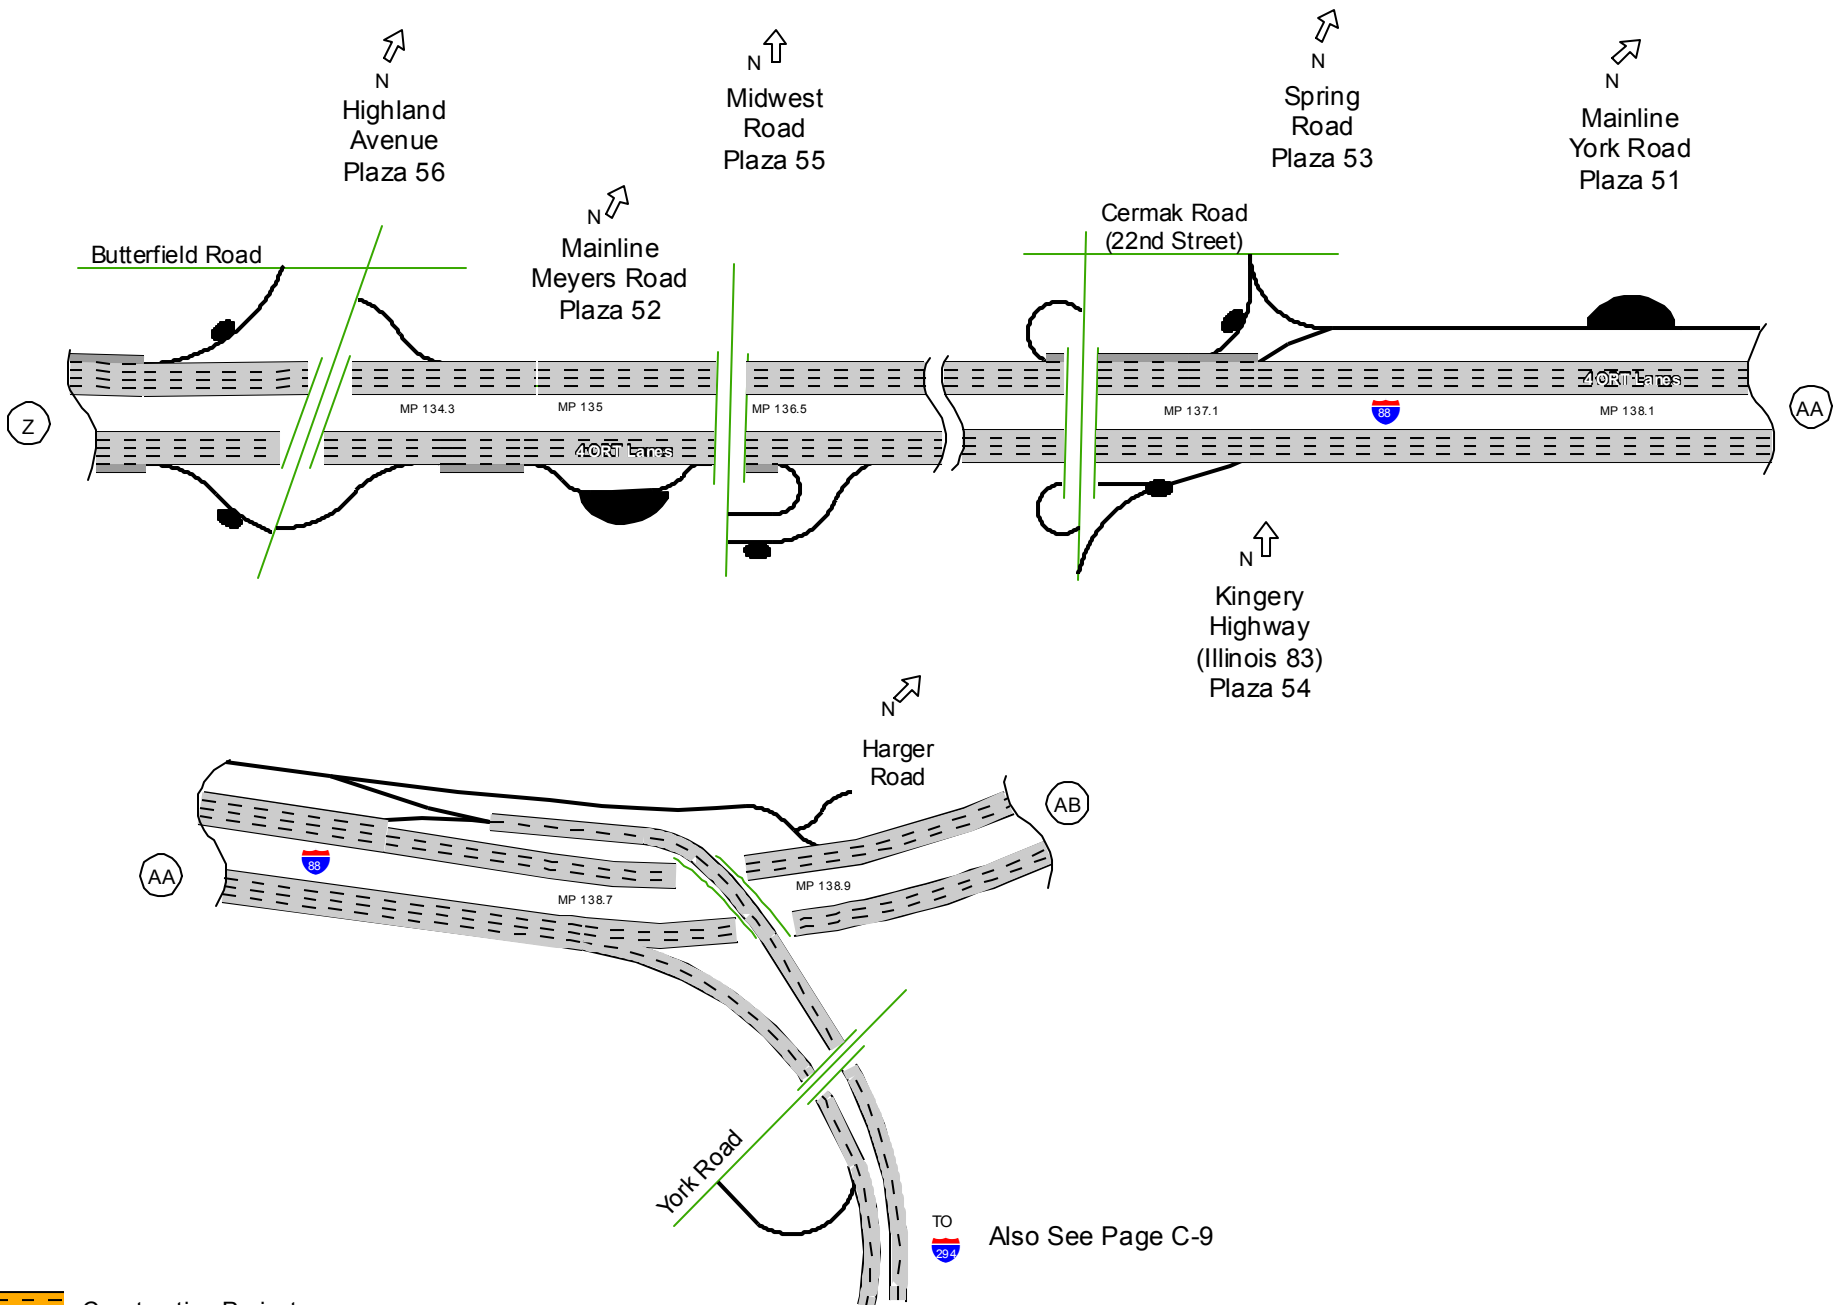 N
Highland
Avenue
Plaza 56
N
Midwest
Road
Plaza 55
N
Spring
Road
Plaza 53
N
Mainline
York Road
Plaza 51
N
Mainline
Meyers Road
Plaza 52
Butterfield Road
Cermak Road
(22nd Street)
4 ORT Lanes
MP 134.3
MP 135
MP 136.5
MP 137.1
88
MP 138.1
Z
AA
4 ORT Lanes
N
Kingery
Highway
(Illinois 83)
Plaza 54
N
Harger
Road
AB
AA
88
MP 138.7
MP 138.9
York Road
TO
294
Also See Page C-9